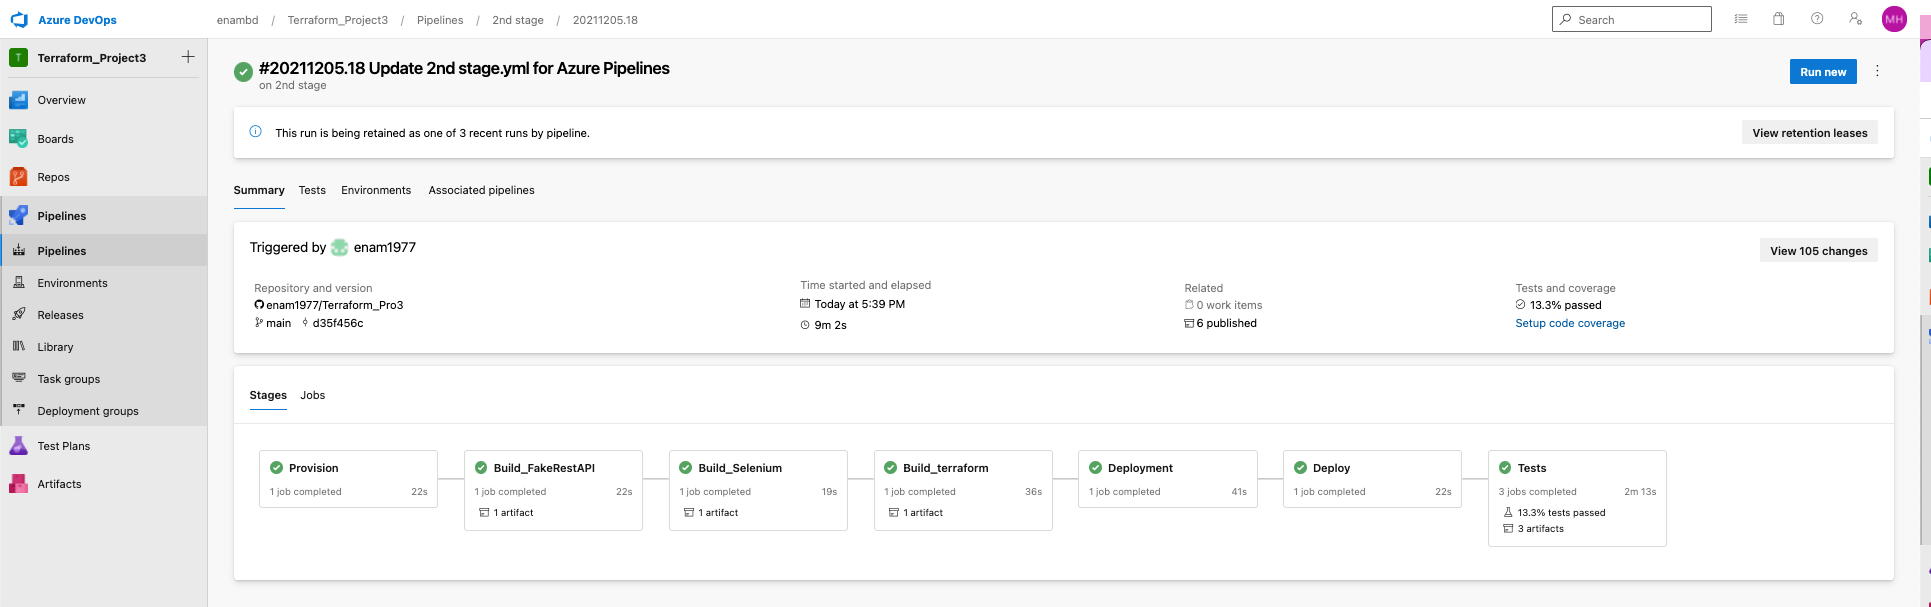 Azure DevOps
enambd / Terraform_Project3 / Pipelines / 2nd stage / 20211205.18
Search
MH
T Terraform_Project3
Overview
Boards
Repos
Pipelines
Pipelines
Environments
Releases
Library
Task groups
Deployment groups
Test Plans
Artifacts
#20211205.18 Update 2nd stage.yml for Azure Pipelines
on 2nd stage
Run new
This run is being retained as one of 3 recent runs by pipeline.
View retention leases
Summary Tests Environments Associated pipelines
Triggered by enam1977
View 105 changes
Repository and version
enam1977/Terraform_Pro3
main d35f456c
Time started and elapsed
Today at 5:39 PM
9m 2s
Related
0 work items
6 published
Tests and coverage
13.3% passed
Setup code coverage
Stages Jobs
Provision
1 job completed 22s
Build_FakeRestAPI
1 job completed 22s
1 artifact
Build_Selenium
1 job completed 19s
1 artifact
Build_terraform
1 job completed 36s
1 artifact
Deployment
1 job completed 41s
Deploy
1 job completed 22s
Tests
3 jobs completed 2m 13s
13.3% tests passed
3 artifacts